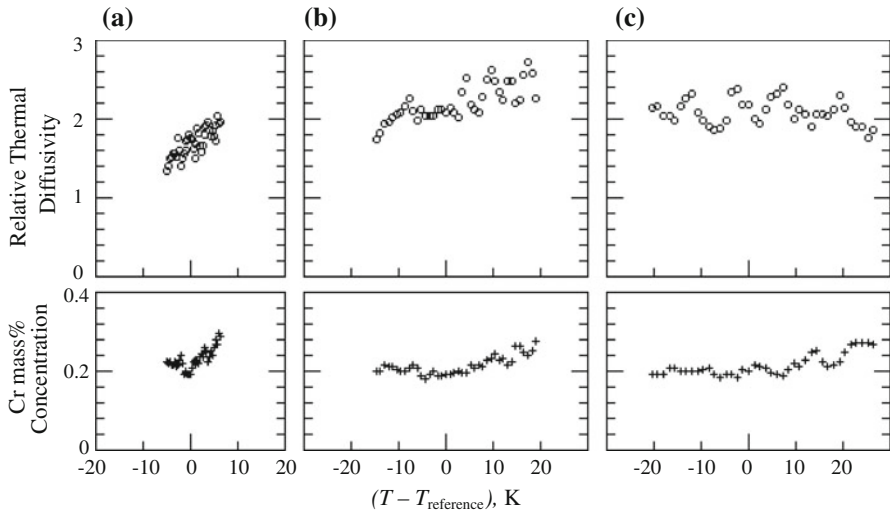 (a) (b) (c)
3
2
1
0
Relative Thermal
Diffusivity
0.4
0.2
0
Cr mass%
Concentration
-20 -10 0 10 20 -20 -10 0 10 20 -20 -10 0 10 20
(T – Treference), K